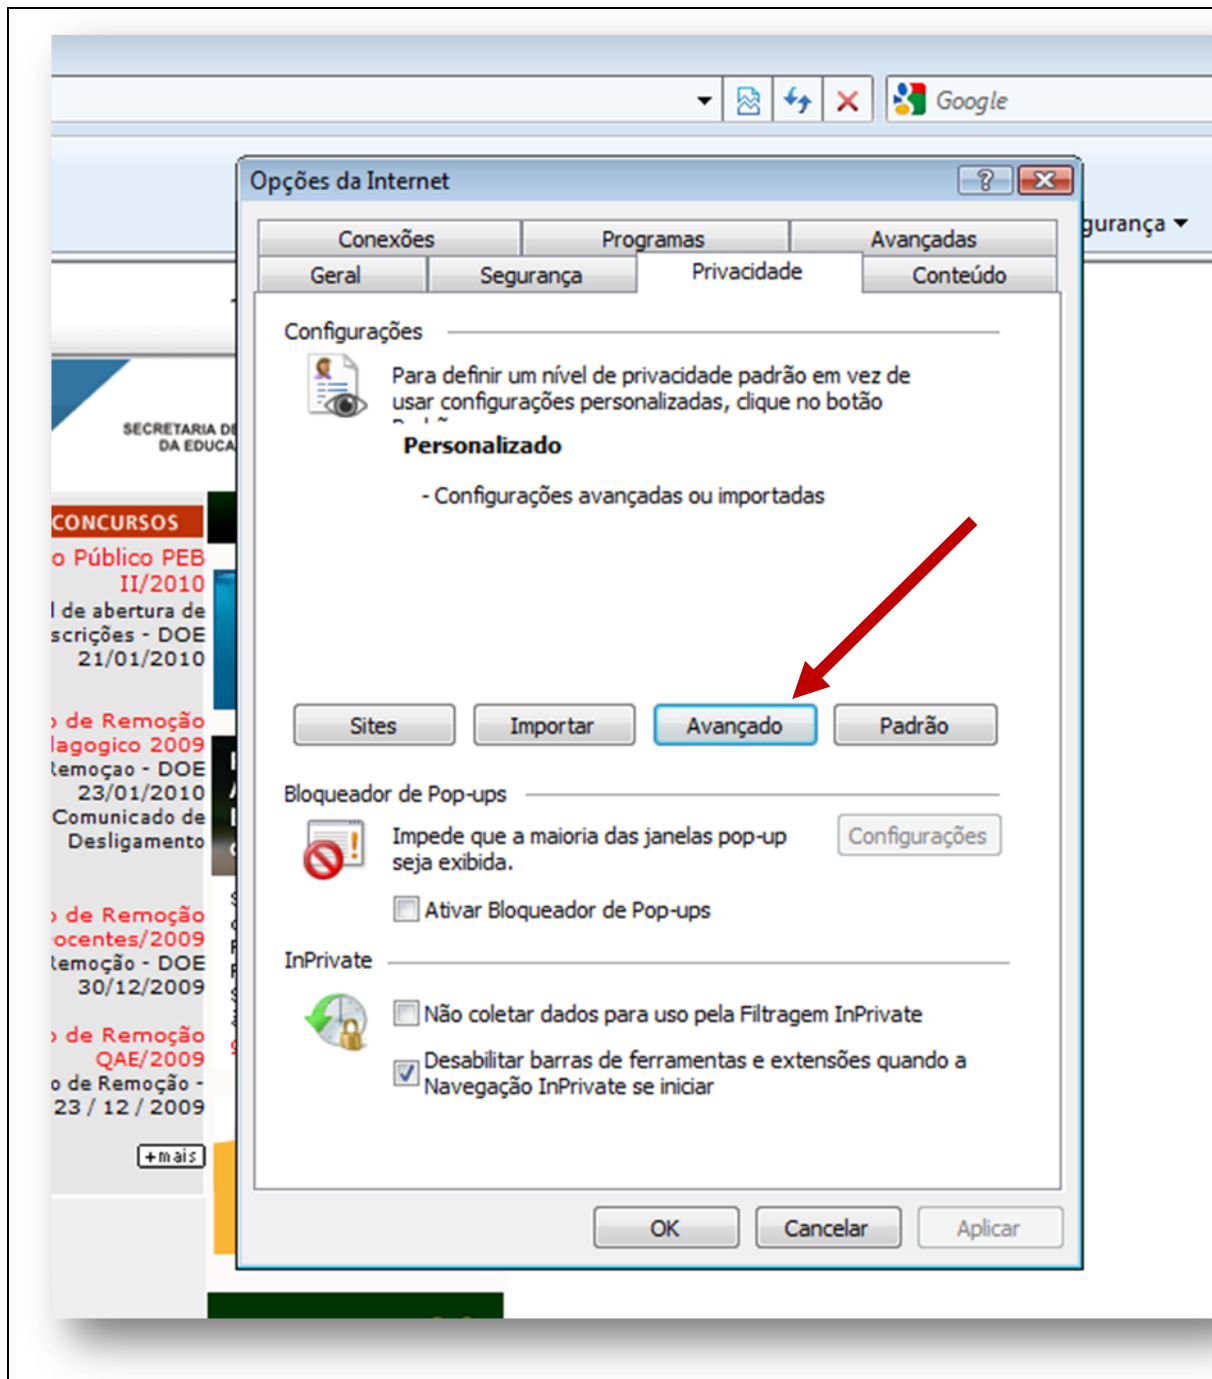 Google
Opções da Internet
?
gurança
Conexões Programas Avançadas
Geral Segurança Privacidade Conteúdo
Configurações
Para definir um nível de privacidade padrão em vez de
usar configurações personalizadas, clique no botão
Personalizado
- Configurações avançadas ou importadas
Sites Importar Avançado Padrão
Bloqueador de Pop-ups
Impede que a maioria das janelas pop-up
seja exibida.
Configurações
Ativar Bloqueador de Pop-ups
InPrivate
Não coletar dados para uso pela Filtragem InPrivate
Desabilitar barras de ferramentas e extensões quando a
Navegação InPrivate se iniciar
OK Cancelar Aplicar
SECRETARIA DE
DA EDUCA
CONCURSOS
o Público PEB
II/2010
l de abertura de
scrições - DOE
21/01/2010
de Remoção
lagogico 2009
Remoçao - DOE
23/01/2010
Comunicado de
Desligamento
de Remoção
ocentes/2009
Remoção - DOE
30/12/2009
de Remoção
QAE/2009
o de Remoção -
23 / 12 / 2009
+mais